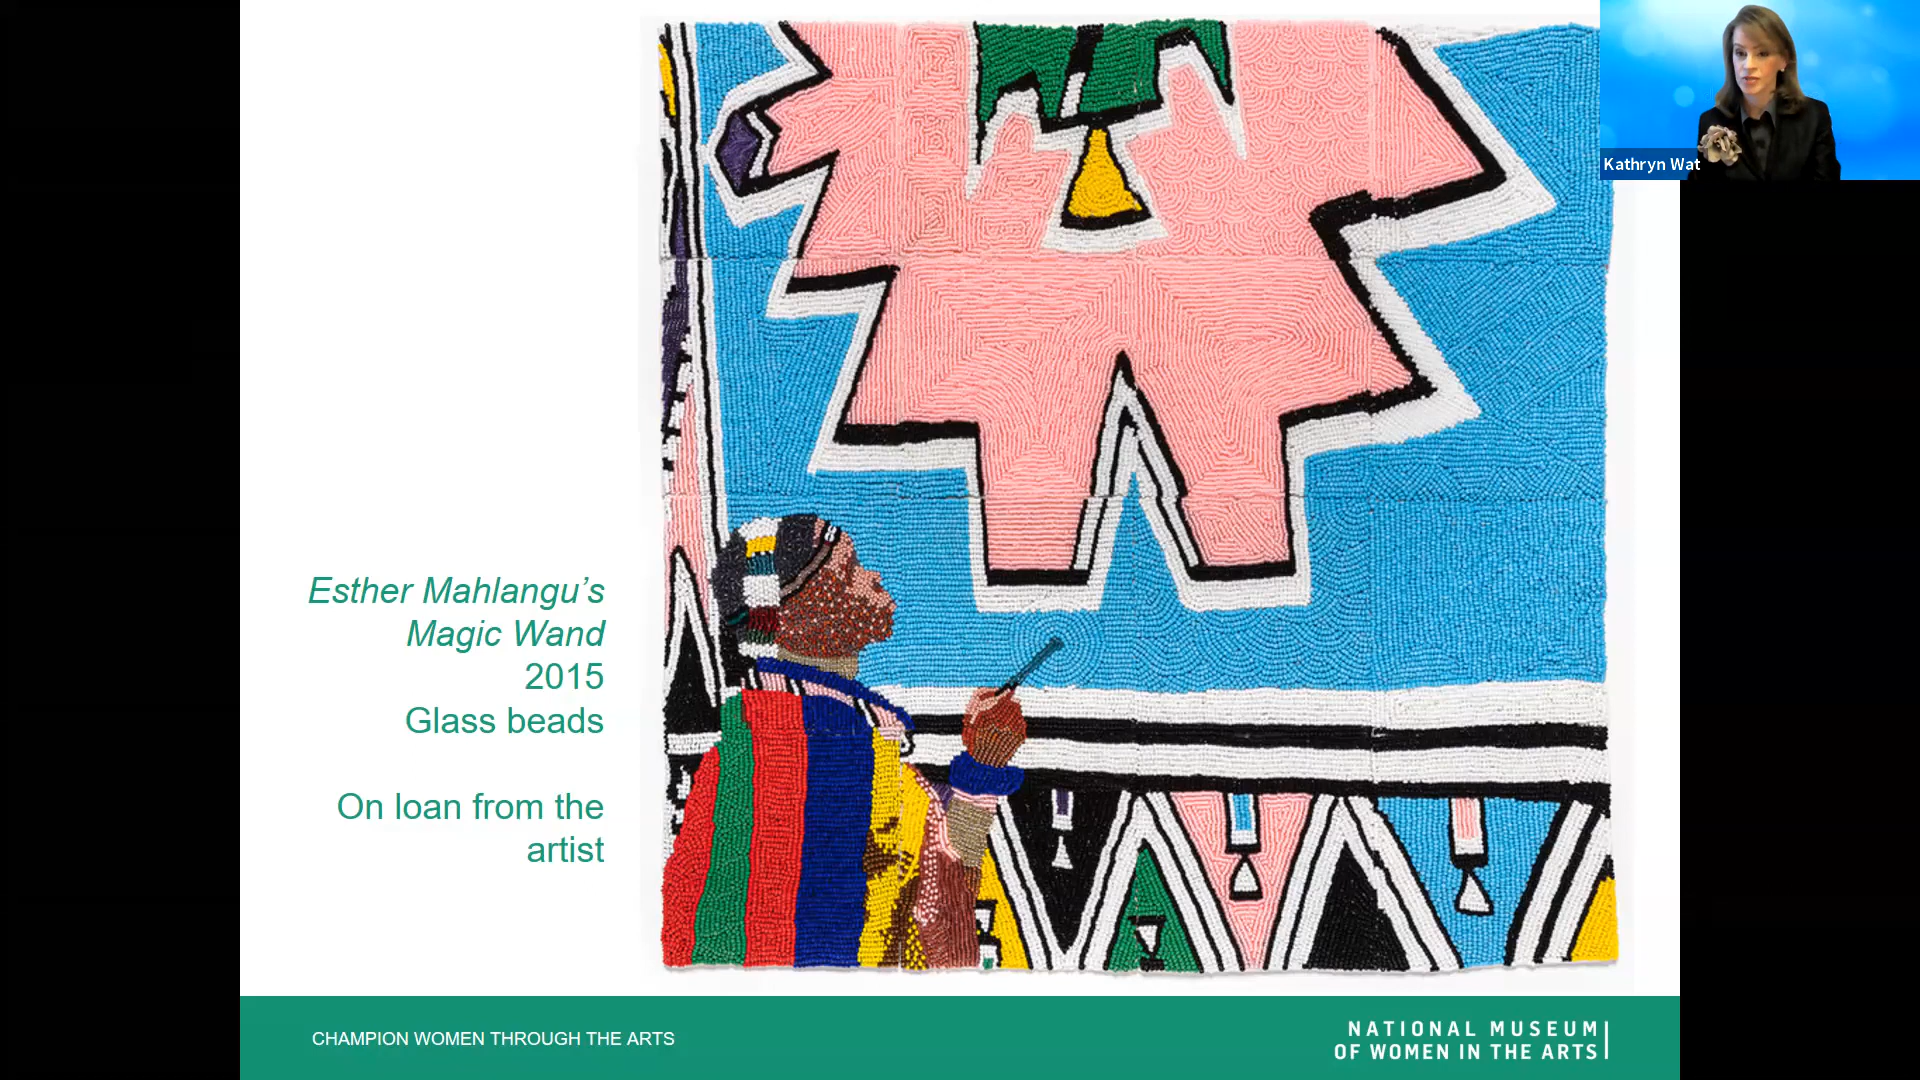 Kathryn Wat
Esther Mahlangu’s
Magic Wand
2015
Glass beads
On loan from the
artist
CHAMPION WOMEN THROUGH THE ARTS
NATIONAL MUSEUM
OF WOMEN IN THE ARTS